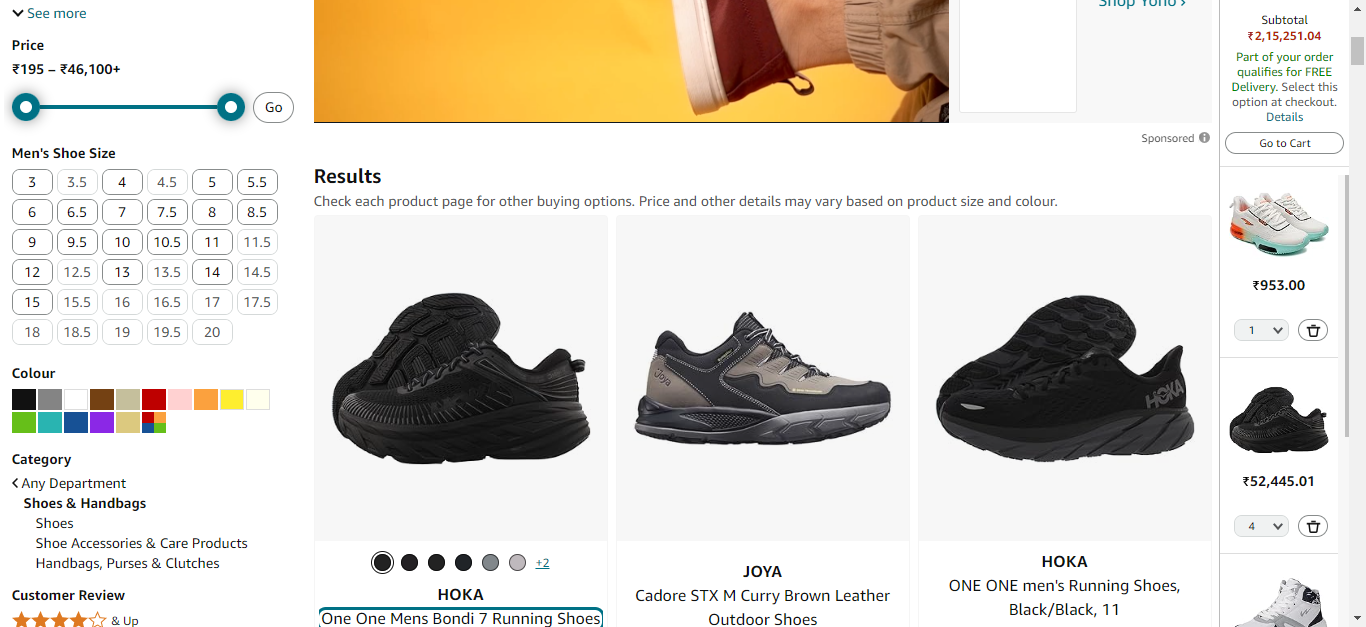 See more
Price
₹195 – ₹46,100+
Go
Men's Shoe Size
3 3.5 4 4.5 5 5.5
6 6.5 7 7.5 8 8.5
9 9.5 10 10.5 11 11.5
12 12.5 13 13.5 14 14.5
15 15.5 16 16.5 17 17.5
18 18.5 19 19.5 20
Colour
Category
Any Department
Shoes & Handbags
Shoes
Shoe Accessories & Care Products
Handbags, Purses & Clutches
Customer Review
& Up
Shop Yoho ›
Sponsored
Results
Check each product page for other buying options. Price and other details may vary based on product size and colour.
+2
HOKA
One One Mens Bondi 7 Running Shoes
Joya
JOYA
Cadore STX M Curry Brown Leather
Outdoor Shoes
HOKA
HOKA
ONE ONE men's Running Shoes,
Black/Black, 11
Subtotal
₹2,15,251.04
Part of your order
qualifies for FREE
Delivery. Select this
option at checkout.
Details
Go to Cart
₹953.00
1
₹52,445.01
4